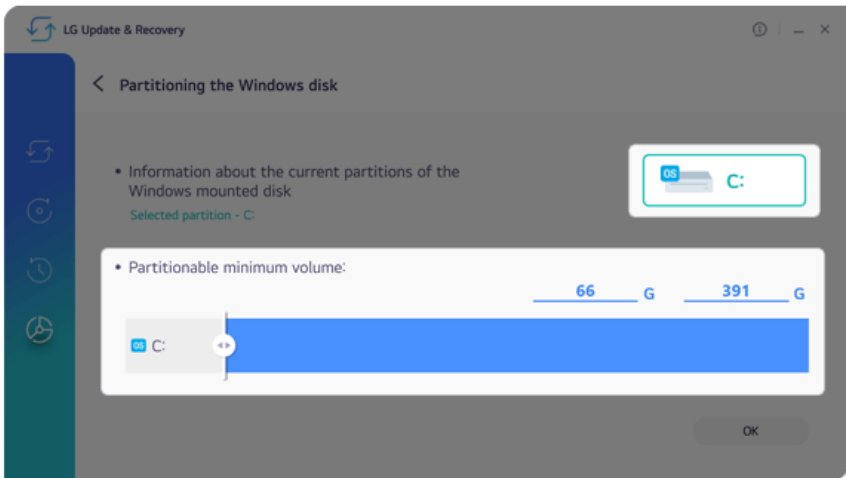 LG Update & Recovery
Partitioning the Windows disk
• Information about the current partitions of the
Windows mounted disk
Selected partition - C:
OS C:
• Partitionable minimum volume:
66 G 391 G
OS C:
OK